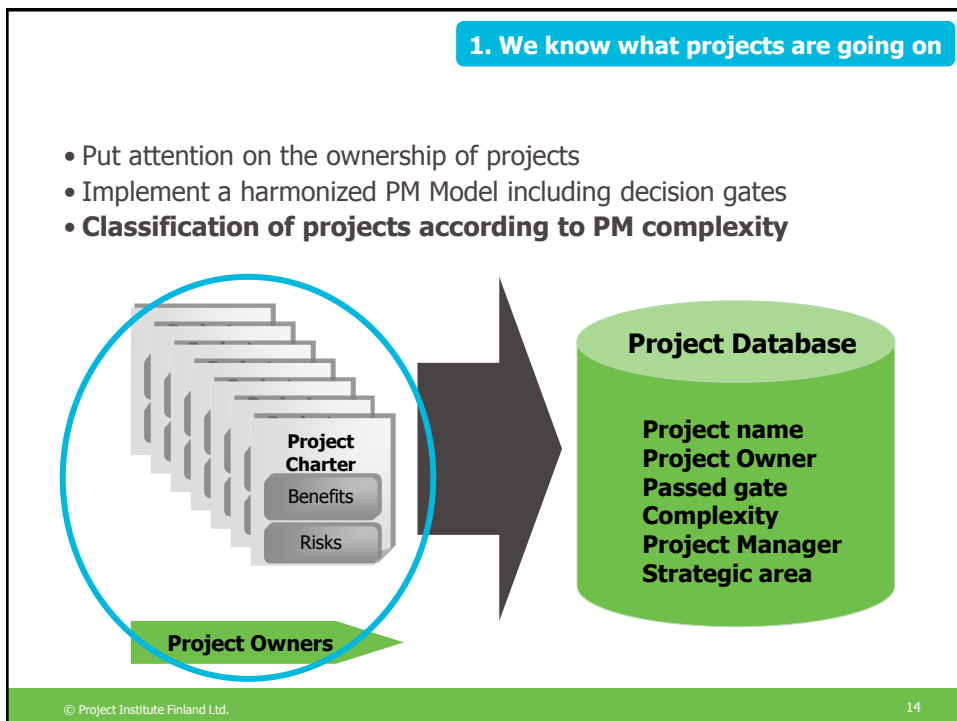 1. We know what projects are going on
• Put attention on the ownership of projects
• Implement a harmonized PM Model including decision gates
• Classification of projects according to PM complexity
Project
Charter
Benefits
Risks
Project Owners
Project Database
Project name
Project Owner
Passed gate
Complexity
Project Manager
Strategic area
© Project Institute Finland Ltd.
14